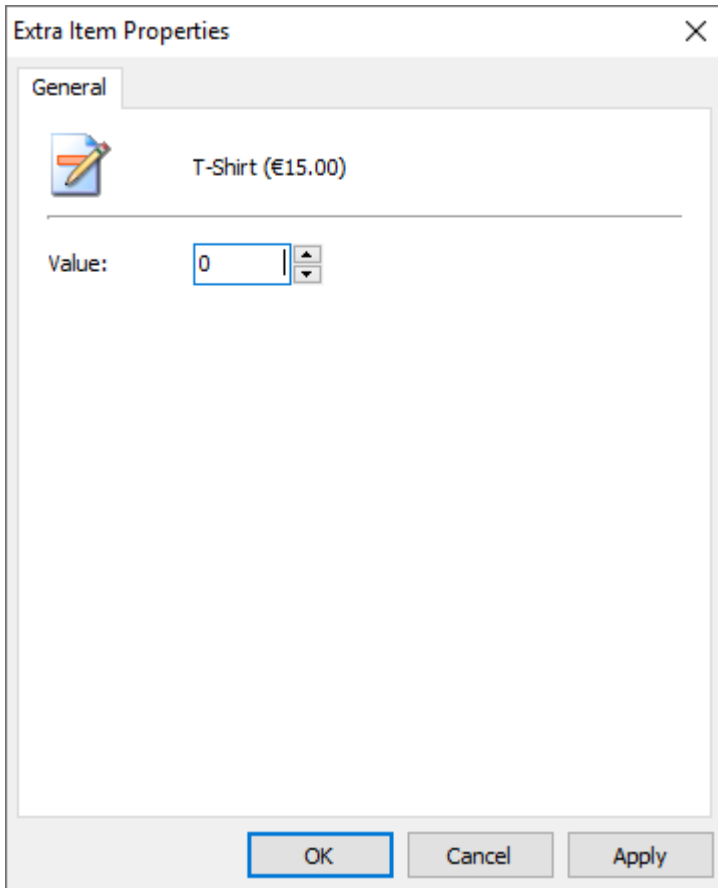 Extra Item Properties
General
T-Shirt (€15.00)
Value: 0
OK Cancel Apply